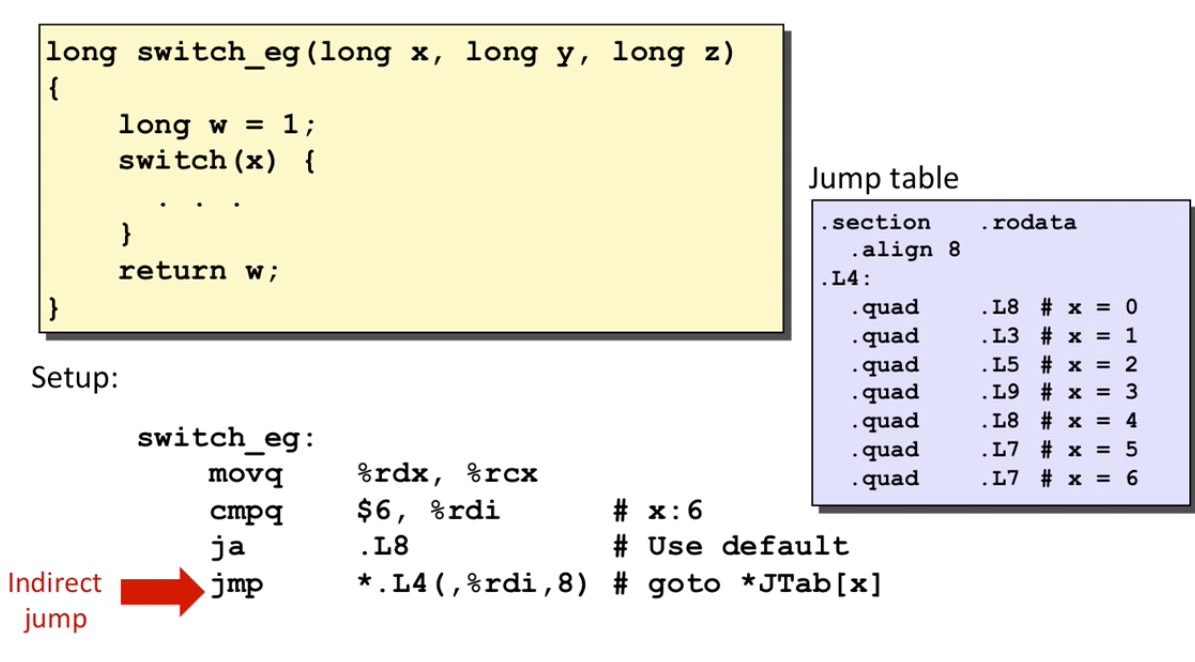 long switch_eg(long x, long y, long z)
{
    long w = 1;
    switch(x) {
      . . .
    }
    return w;
}
Jump table
.section   .rodata
  .align 8
.L4:
  .quad    .L8 # x = 0
  .quad    .L3 # x = 1
  .quad    .L5 # x = 2
  .quad    .L9 # x = 3
  .quad    .L8 # x = 4
  .quad    .L7 # x = 5
  .quad    .L7 # x = 6
Setup:
switch_eg:
    movq    %rdx, %rcx
    cmpq    $6, %rdi      # x:6
    ja      .L8           # Use default
    jmp     *.L4(,%rdi,8) # goto *JTab[x]
Indirect
jump